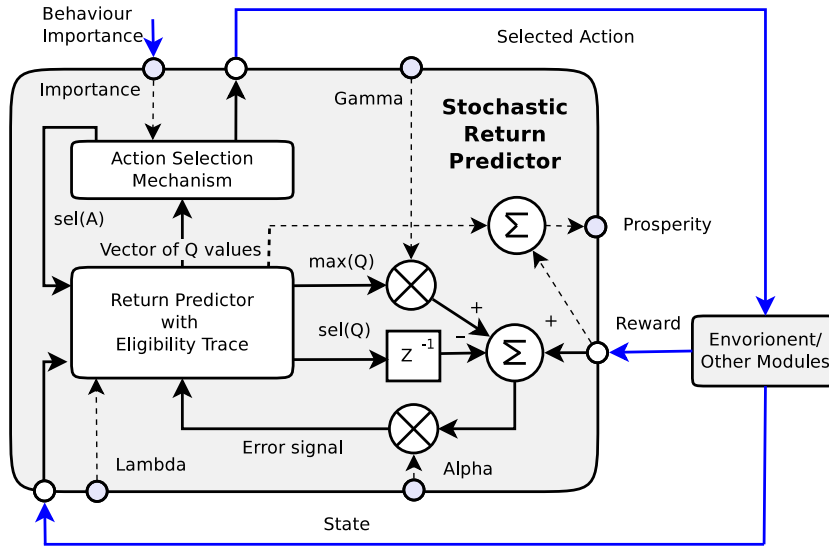 Behaviour
Importance
Selected Action
Importance
Gamma
Stochastic
Return
Predictor
Action Selection
Mechanism
sel(A)
Σ
Prosperity
Vector of Q values
max(Q)
Return Predictor
with
Eligibility Trace
+
+
Reward
sel(Q)
–
Z -1
Σ
Envorionent/
Other Modules
Error signal
Lambda
Alpha
State